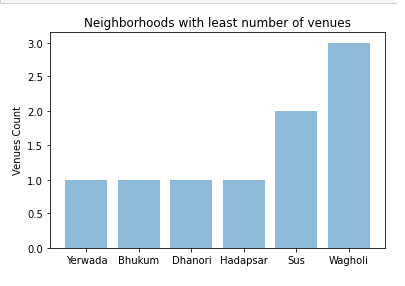 Neighborhoods with least number of venues
Venues Count
3.0
2.5
2.0
1.5
1.0
0.5
0.0
Yerwada Bhukum Dhanori Hadapsar Sus Wagholi